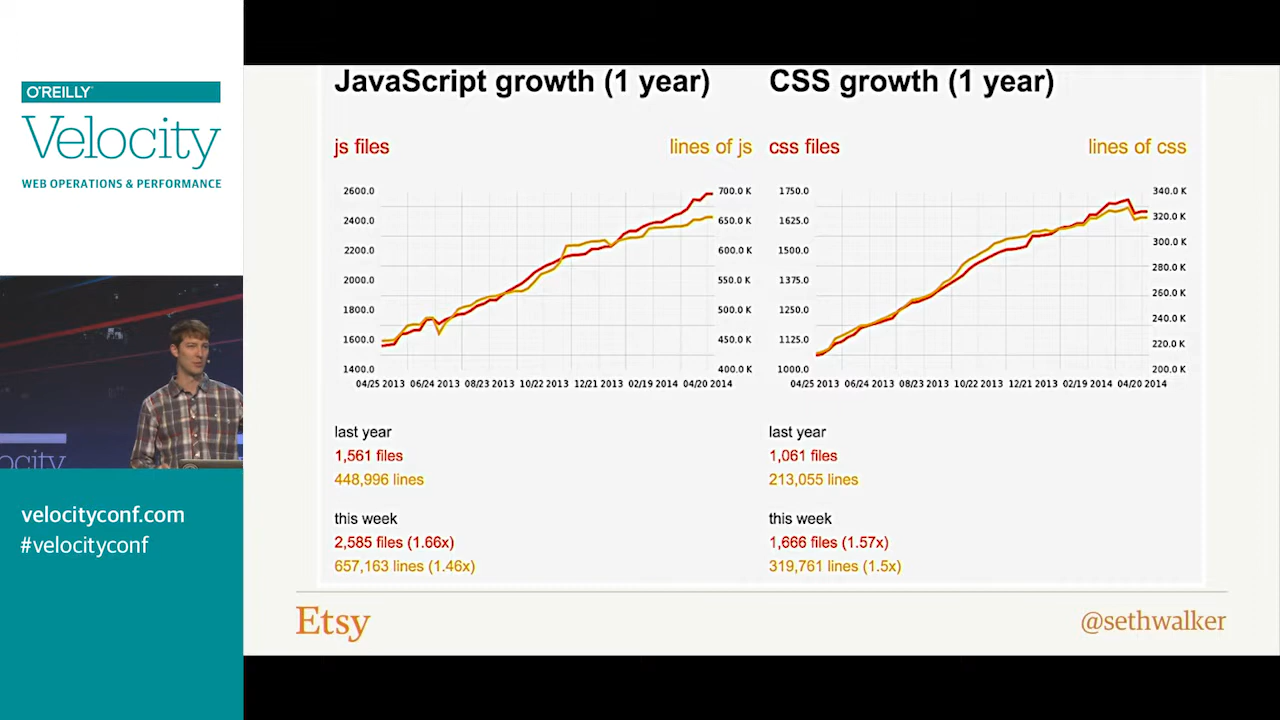 O'REILLY
Velocity
WEB OPERATIONS & PERFORMANCE
locity
velocityconf.com
#velocityconf
JavaScript growth (1 year)
js files
lines of js
2600.0
2400.0
2200.0
2000.0
1800.0
1600.0
1400.0
700.0 K
650.0 K
600.0 K
550.0 K
500.0 K
450.0 K
400.0 K
04/25 2013 06/24 2013 08/23 2013 10/22 2013 12/21 2013 02/19 2014 04/20 2014
last year
1,561 files
448,996 lines
this week
2,585 files (1.66x)
657,163 lines (1.46x)
CSS growth (1 year)
css files
lines of css
1750.0
1625.0
1500.0
1375.0
1250.0
1125.0
1000.0
340.0 K
320.0 K
300.0 K
280.0 K
260.0 K
240.0 K
220.0 K
200.0 K
04/25 2013 06/24 2013 08/23 2013 10/22 2013 12/21 2013 02/19 2014 04/20 2014
last year
1,061 files
213,055 lines
this week
1,666 files (1.57x)
319,761 lines (1.5x)
Etsy
@sethwalker